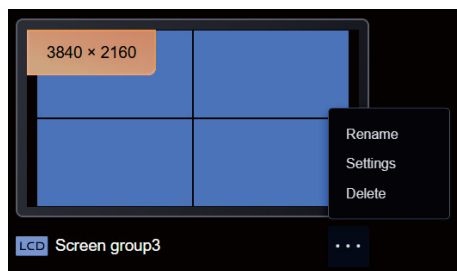 3840 × 2160
Rename
Settings
Delete
LCD Screen group3